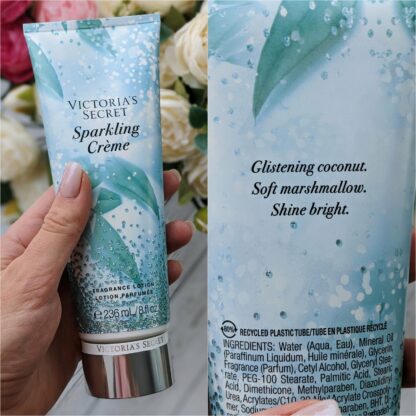 VICTORIA'S
SECRET
Sparkling
Crème
FRAGRANCE LOTION
LOTION PARFUMÉE
236 mL / 8 fl oz
VICTORIA'S SECRET
Glistening coconut.
Soft marshmallow.
Shine bright.
RECYCLED PLASTIC TUBE/TUBE EN PLASTIQUE RECYCLÉ
INGREDIENTS: Water (Aqua, Eau), Mineral Oil
(Paraffinum Liquidum, Huile minérale), Glycerin,
Fragrance (Parfum), Cetyl Alcohol, Glyceryl Stea-
rate, PEG-100 Stearate, Palmitic Acid, Stearic
Acid, Dimethicone, Methylparaben, Diazolidinyl
Urea, Acrylates/C10-30 Alkyl Acrylate Crosspoly-
Sodium
paraben, BHT,